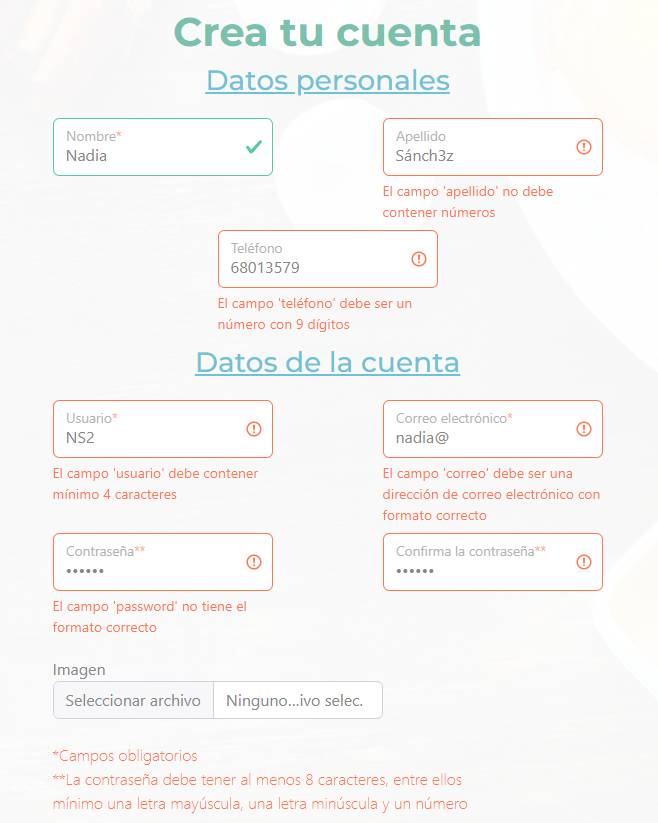 Crea tu cuenta
Datos personales
Nombre*
Nadia
Apellido
Sánch3z
El campo 'apellido' no debe
contener números
Teléfono
68013579
El campo 'teléfono' debe ser un
número con 9 dígitos
Datos de la cuenta
Usuario*
NS2
El campo 'usuario' debe contener
mínimo 4 caracteres
Correo electrónico*
nadia@
El campo 'correo' debe ser una
dirección de correo electrónico con
formato correcto
Contraseña**
••••••
El campo 'password' no tiene el
formato correcto
Confirma la contraseña**
••••••
Imagen
Seleccionar archivo
Ninguno...ivo selec.
*Campos obligatorios
**La contraseña debe tener al menos 8 caracteres, entre ellos
mínimo una letra mayúscula, una letra minúscula y un número